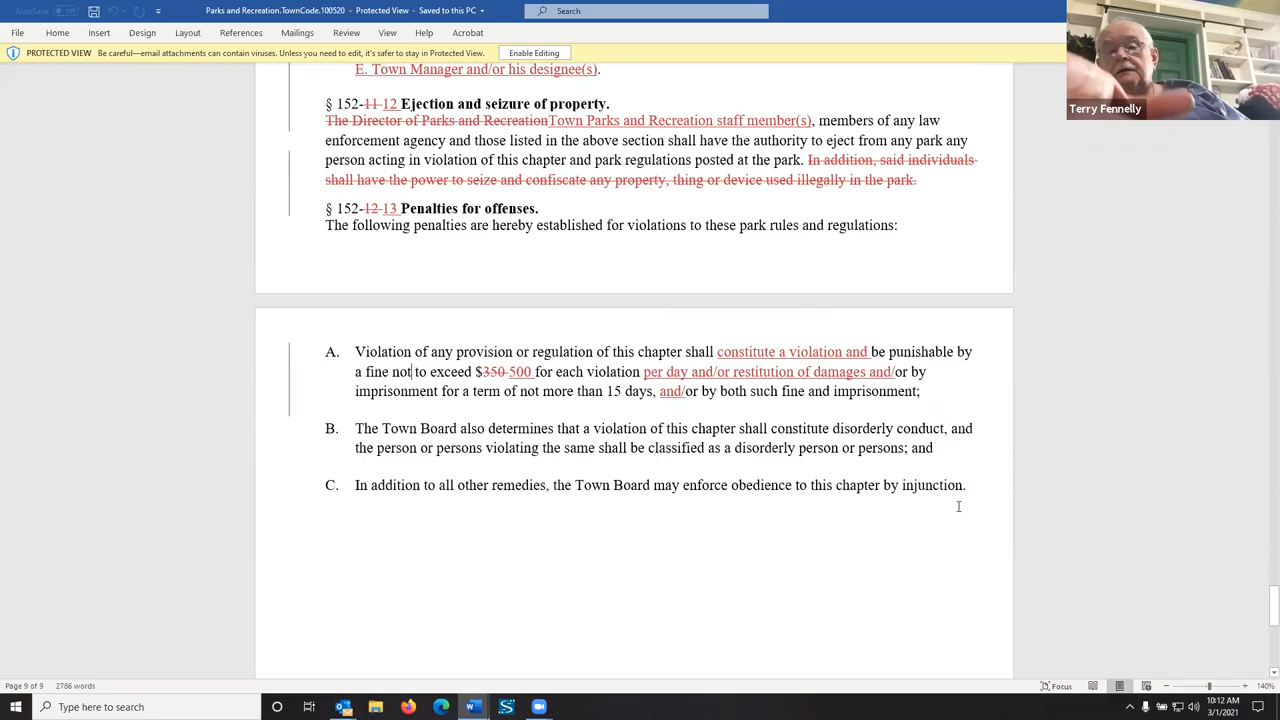 AutoSave Off
Parks and Recreation.TownCode.100520 - Protected View - Saved to this PC
Search
File Home Insert Design Layout References Mailings Review View Help Acrobat
PROTECTED VIEW Be careful—email attachments can contain viruses. Unless you need to edit, it's safer to stay in Protected View. Enable Editing
Terry Fennelly
E. Town Manager and/or his designee(s).
§ 152-11 12 Ejection and seizure of property.
The Director of Parks and RecreationTown Parks and Recreation staff member(s), members of any law
enforcement agency and those listed in the above section shall have the authority to eject from any park any
person acting in violation of this chapter and park regulations posted at the park. In addition, said individuals
shall have the power to seize and confiscate any property, thing or device used illegally in the park.
§ 152-12 13 Penalties for offenses.
The following penalties are hereby established for violations to these park rules and regulations:
A. Violation of any provision or regulation of this chapter shall constitute a violation and be punishable by
a fine not to exceed $350 500 for each violation per day and/or restitution of damages and/or by
imprisonment for a term of not more than 15 days, and/or by both such fine and imprisonment;
B. The Town Board also determines that a violation of this chapter shall constitute disorderly conduct, and
the person or persons violating the same shall be classified as a disorderly person or persons; and
C. In addition to all other remedies, the Town Board may enforce obedience to this chapter by injunction.
Page 9 of 9 2786 words
Focus
140%
Type here to search
10:12 AM
3/1/2021